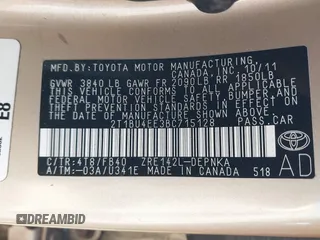 MFD.BY:TOYOTA MOTOR MANUFACTURING
CANADA, INC. 10/11
GVWR 3840 LB GAWR FR 2090LB RR 1850LB
THIS VEHICLE CONFORMS TO ALL APPLICABLE
FEDERAL MOTOR VEHICLE SAFETY, BUMPER, AND
THEFT PREVENTION STANDARDS IN EFFECT ON
THE DATE OF MANUFACTURE SHOWN ABOVE.
2T1BU4EE3BC715128 PASS.CAR
C/TR:4T8/FB40 ZRE142L-DEPNKA
A/TM:-03A/U341E MADE IN CANADA 518
TOYOTA
AD
E8
DREAMBID